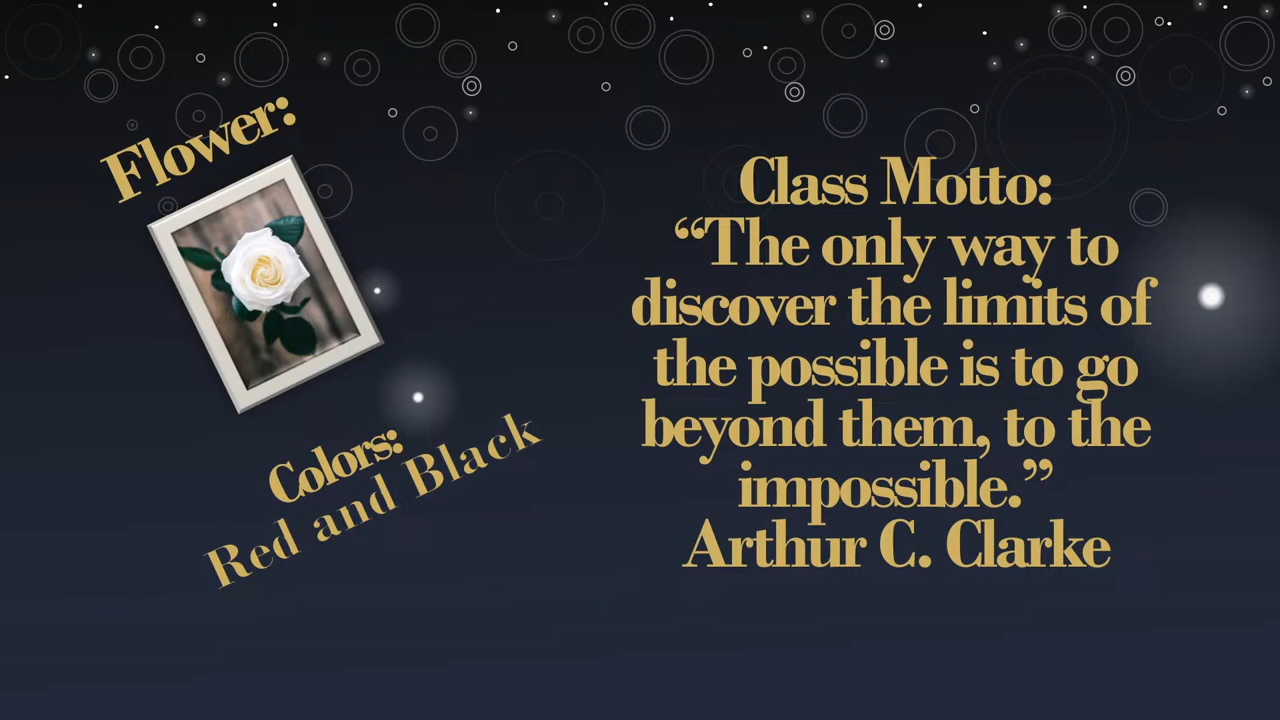 Flower:
Colors:
Red and Black
Class Motto:
“The only way to
discover the limits of
the possible is to go
beyond them, to the
impossible.”
Arthur C. Clarke